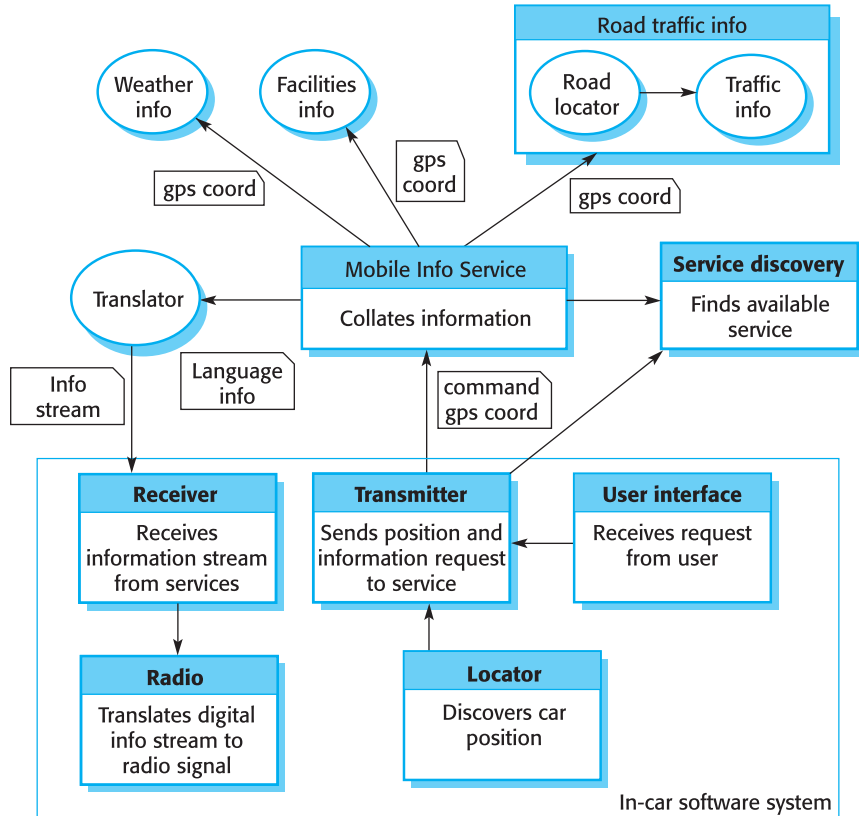 Road traffic info
Weather
info
Facilities
info
Road
locator
Traffic
info
gps coord
gps
coord
gps coord
Mobile Info Service
Collates information
Service discovery
Finds available
service
Translator
Info
stream
Language
info
command
gps coord
Receiver
Receives
information stream
from services
Transmitter
Sends position and
information request
to service
User interface
Receives request
from user
Radio
Translates digital
info stream to
radio signal
Locator
Discovers car
position
In-car software system